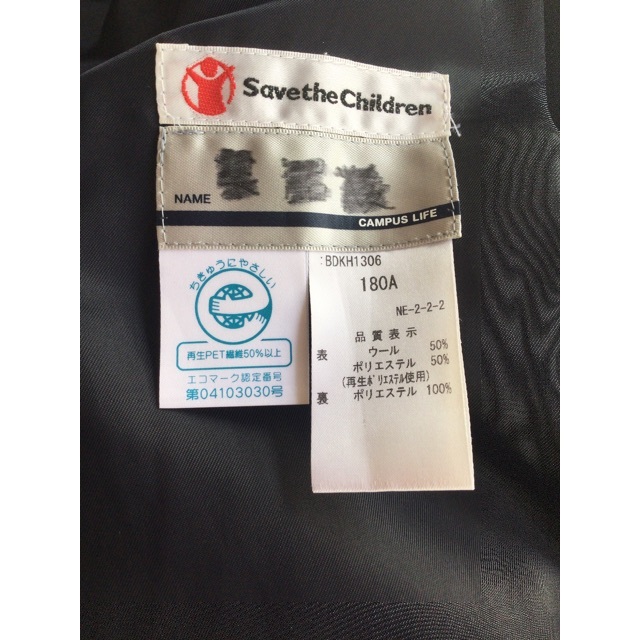 SavetheChildren
NAME
CAMPUS LIFE
ちきゅうにやさしい
再生PET繊維50%以上
エコマーク認定番号
第04103030号
:BDKH1306
180A
NE-2-2-2
品質表示
表 ウール 50%
ポリエステル 50%
(再生ポリエステル使用)
裏 ポリエステル 100%